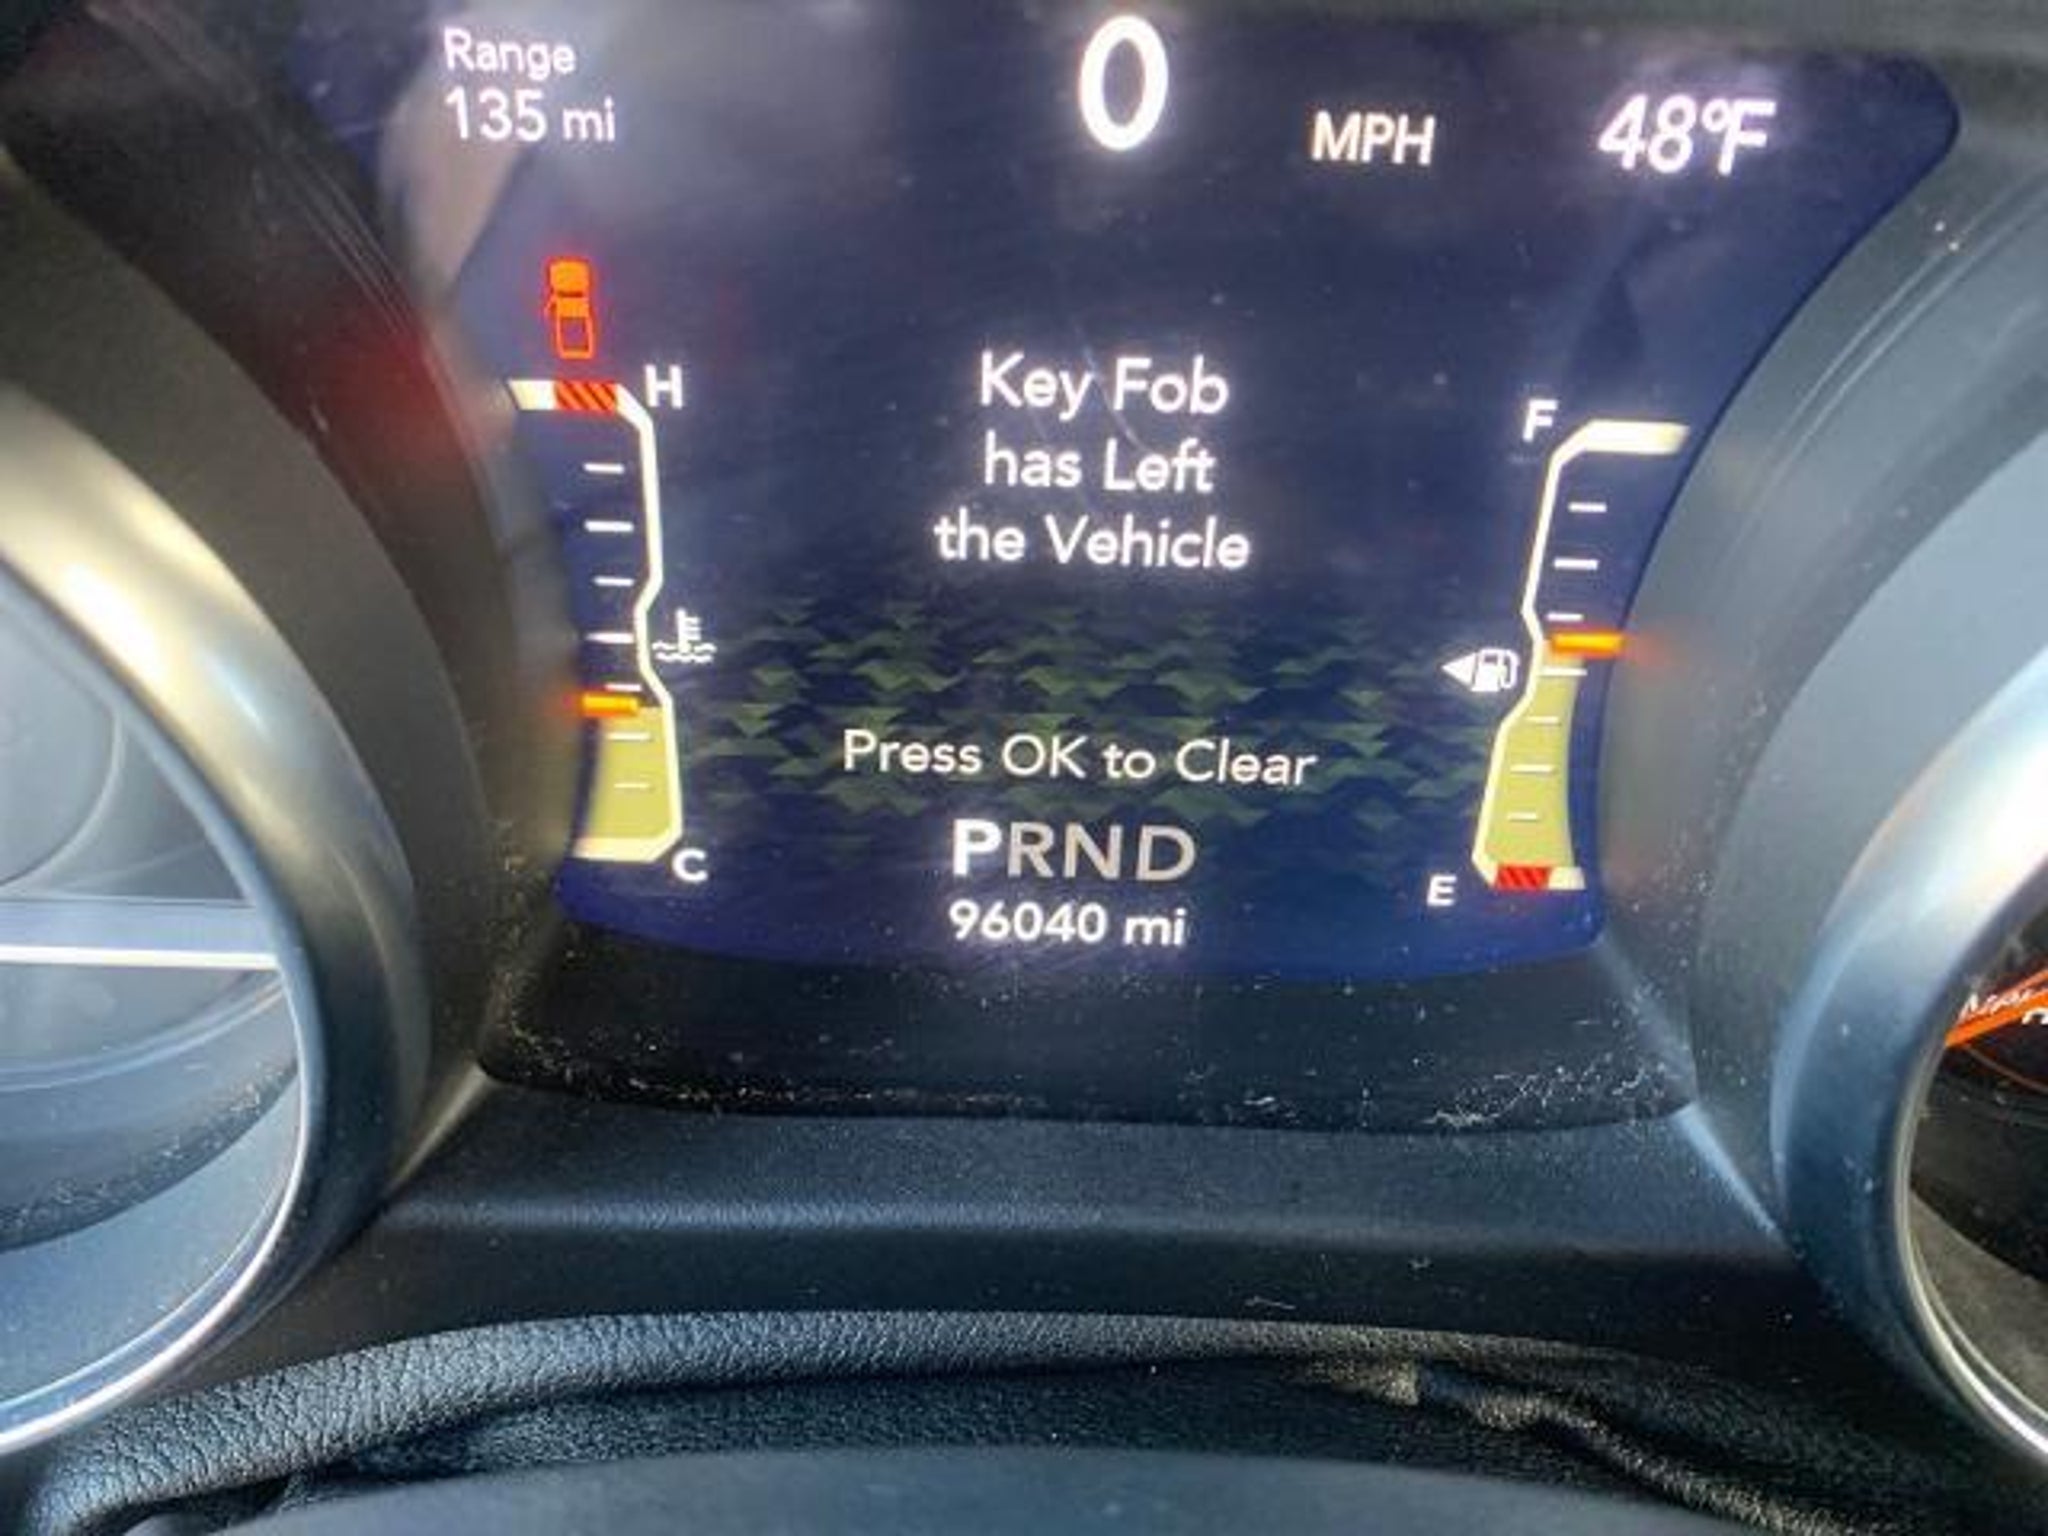 Range
135 mi
0
MPH
48°F
H
F
Key Fob
has Left
the Vehicle
Press OK to Clear
PRND
C
E
96040 mi